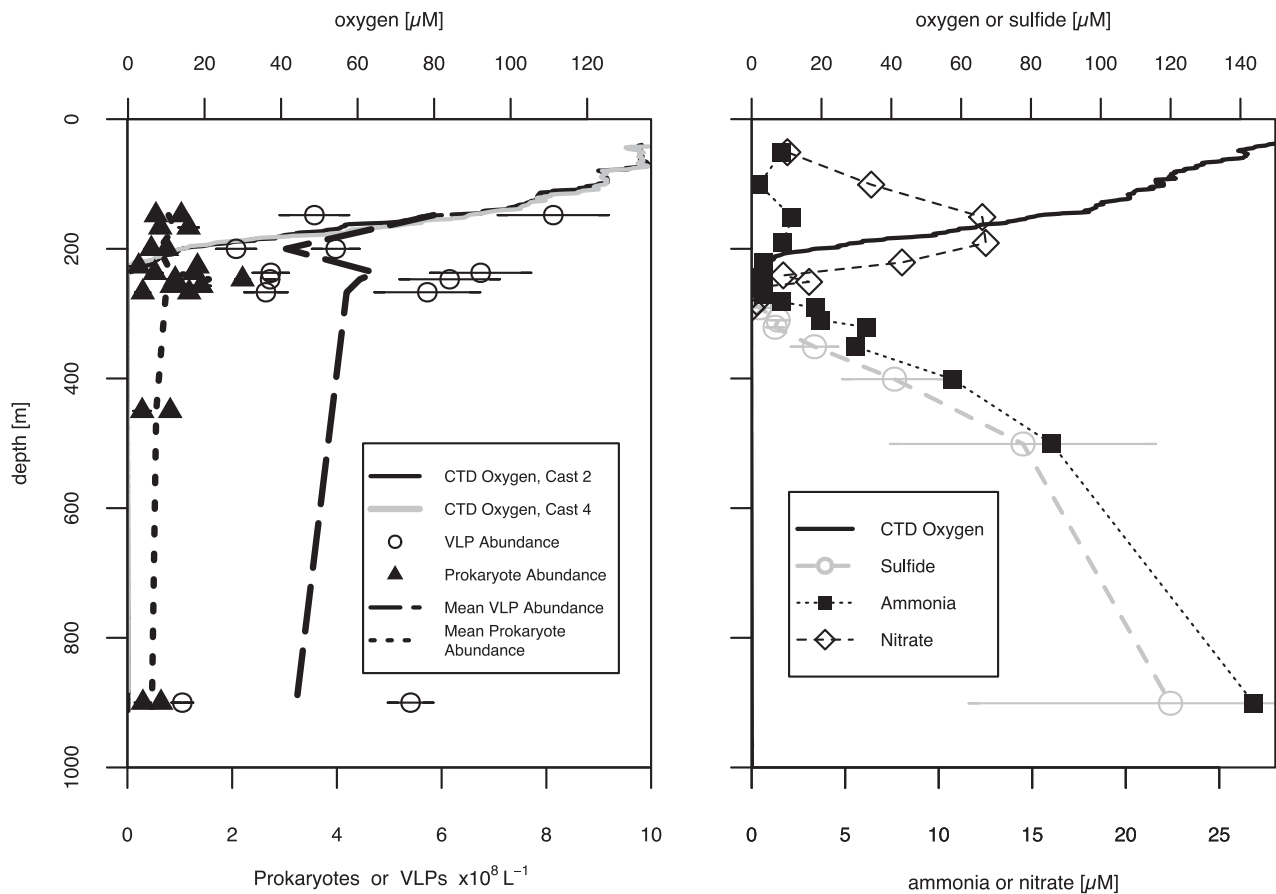 oxygen [µM]
0 20 40 60 80 100 120
0
200
400
600
800
1000
depth [m]
CTD Oxygen, Cast 2
CTD Oxygen, Cast 4
VLP Abundance
Prokaryote Abundance
Mean VLP Abundance
Mean Prokaryote
Abundance
0 2 4 6 8 10
Prokaryotes or VLPs x10⁸ L⁻¹
oxygen or sulfide [µM]
0 20 40 60 80 100 120 140
CTD Oxygen
Sulfide
Ammonia
Nitrate
0 5 10 15 20 25
ammonia or nitrate [µM]